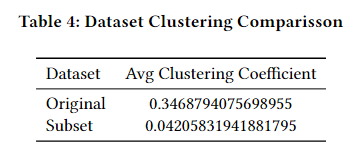 Table 4: Dataset Clustering Comparisson
Dataset Avg Clustering Coefficient
Original 0.3468794075698955
Subset 0.04205831941881795